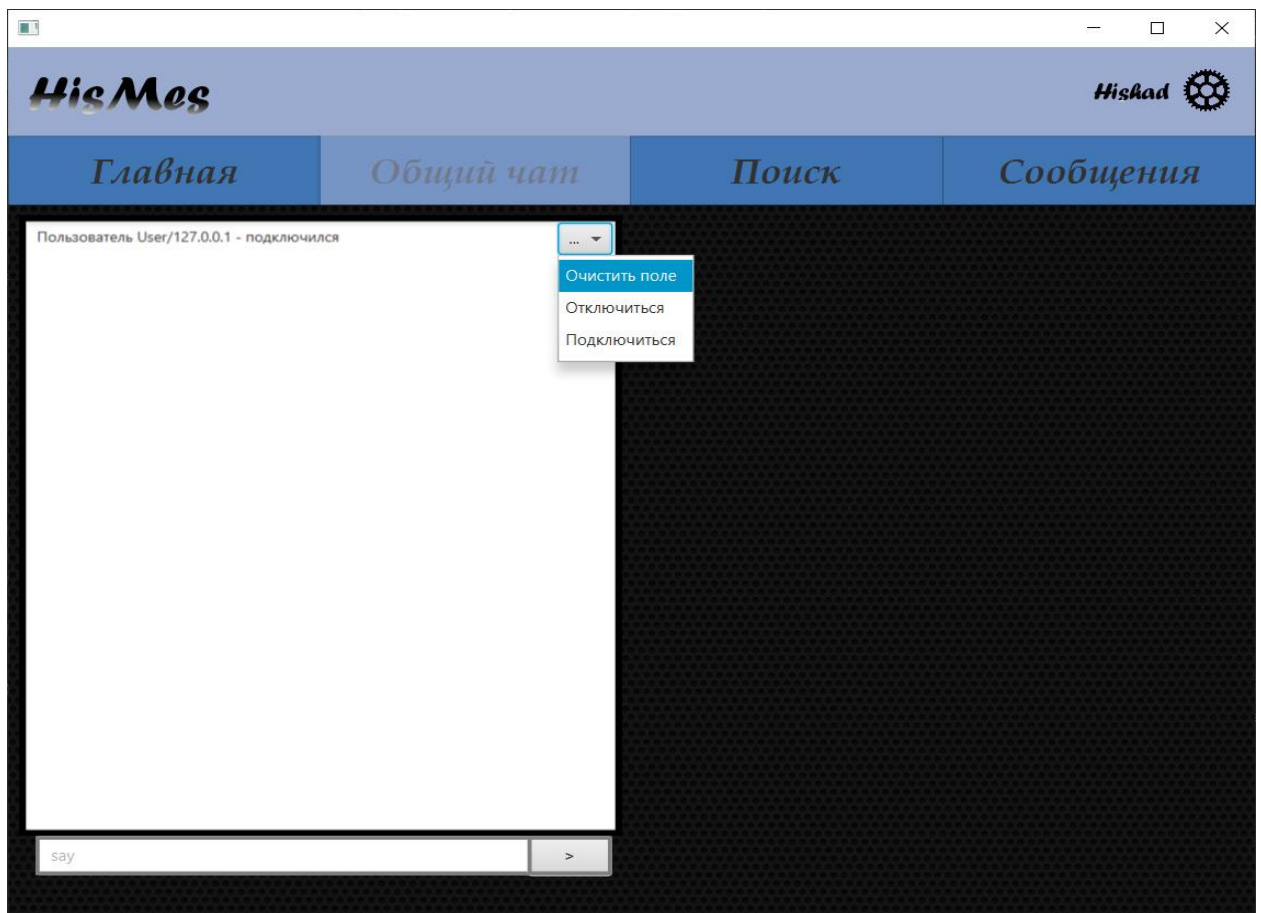 HisMes
Hishad
Главная
Общий чат
Поиск
Сообщения
Пользователь User/127.0.0.1 - подключился
...
Очистить поле
Отключиться
Подключиться
say
>